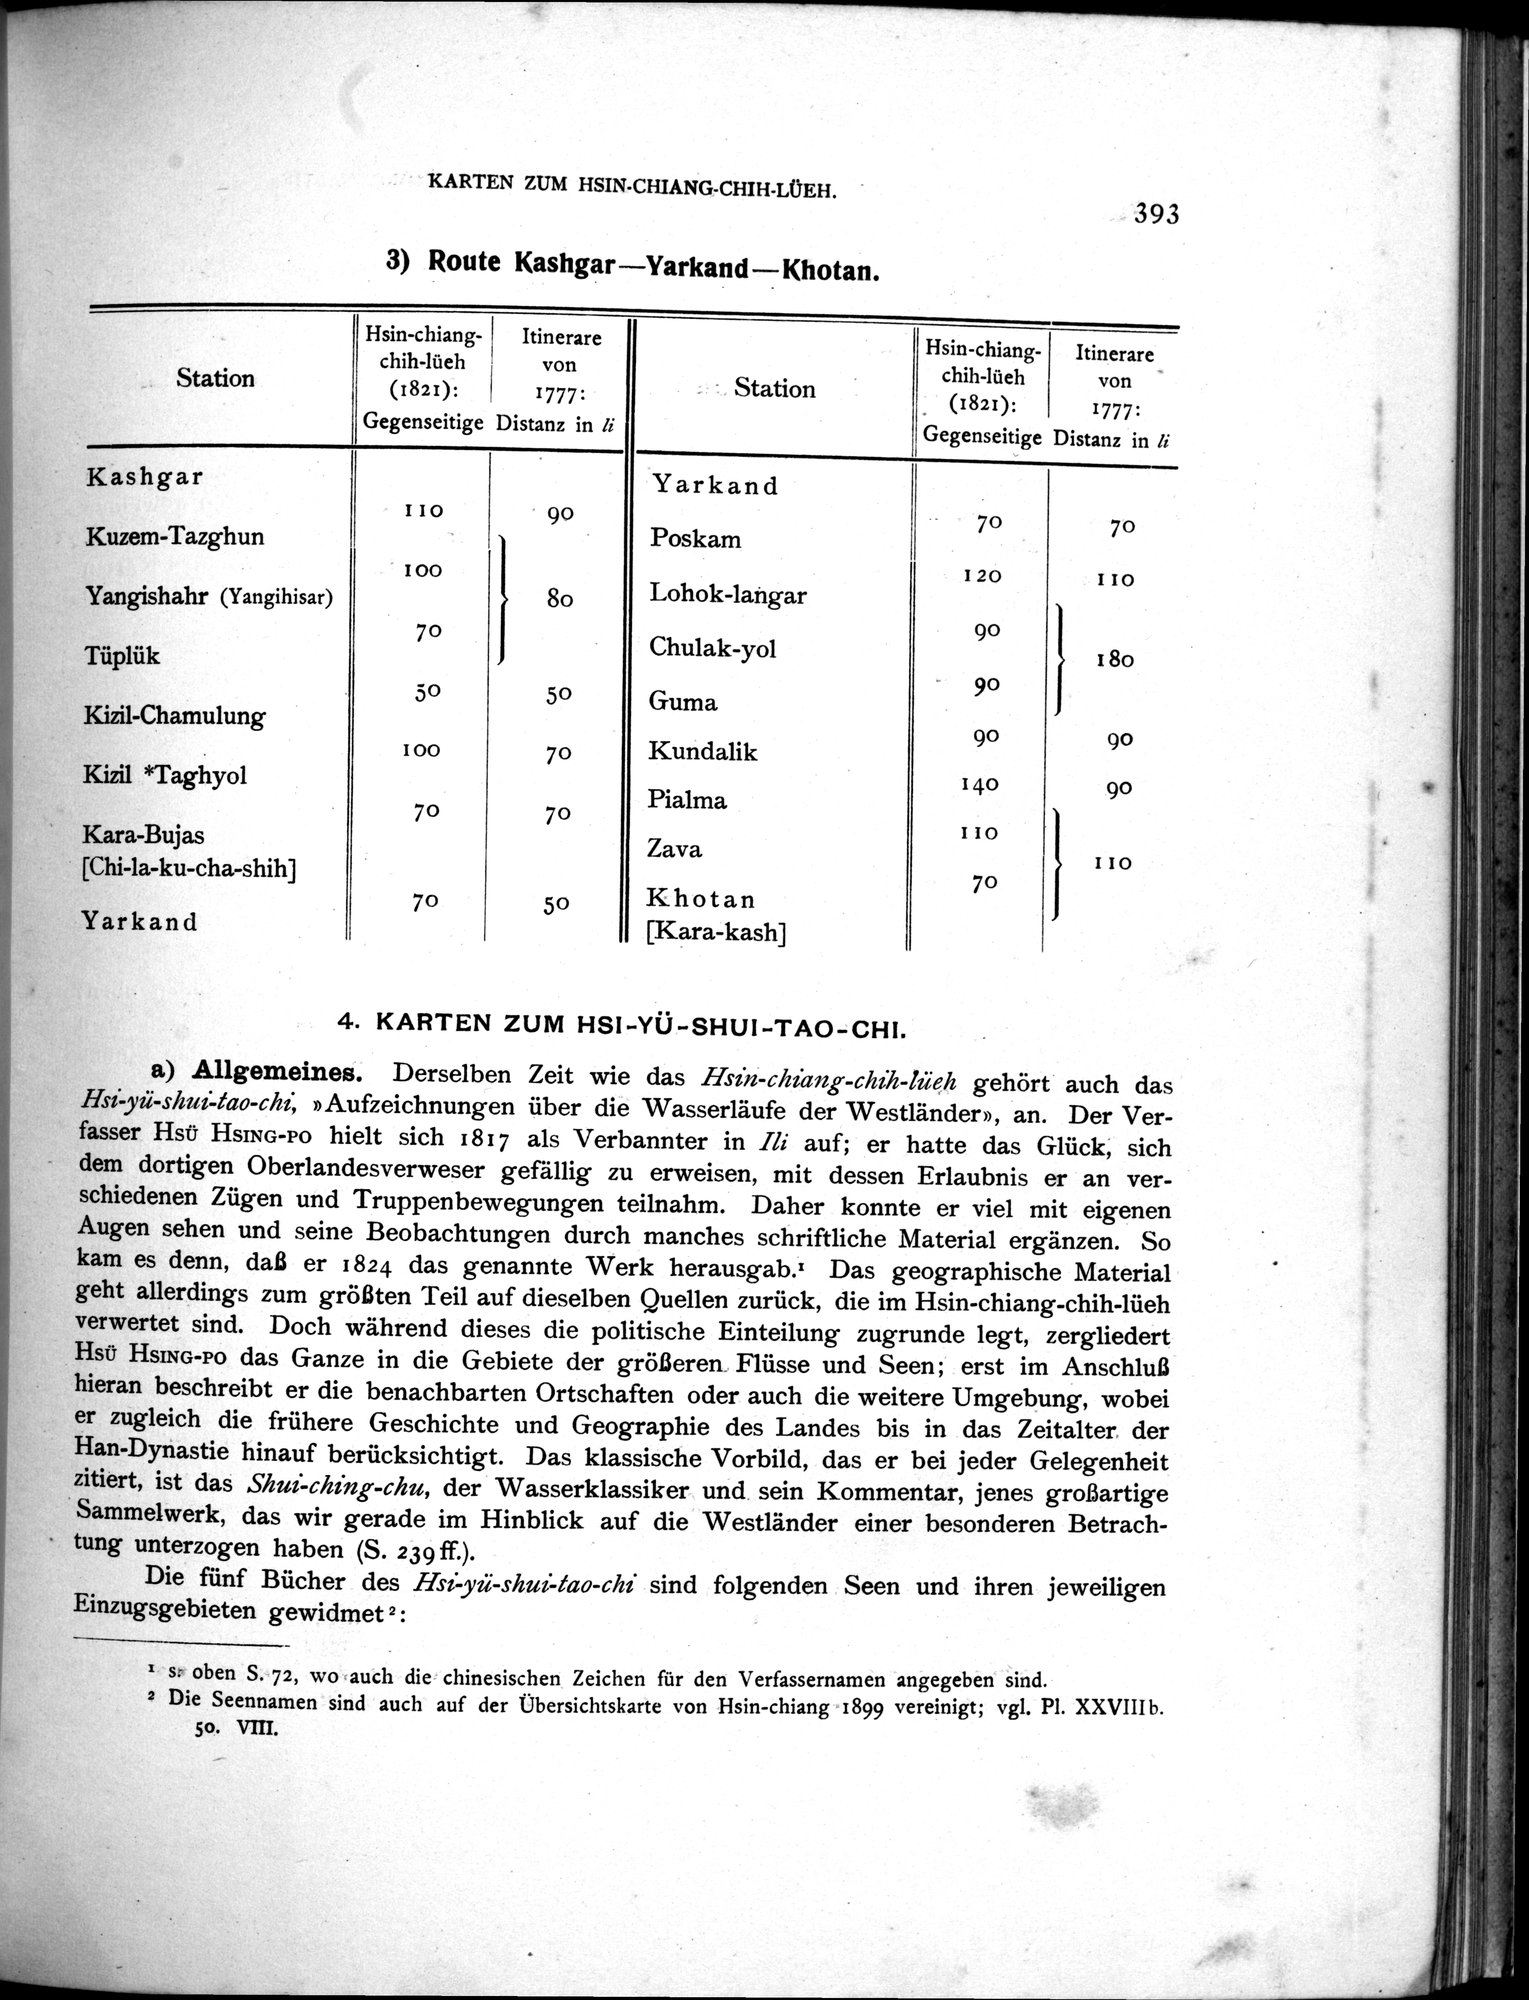 KARTEN ZUM HSIN-CHIANG-CHIH-LÜEH.
393
3) Route Kashgar—Yarkand—Khotan.
Station
Hsin-chiang-
chih-lüeh
(1821):
Itinerare
von
1777:
Gegenseitige Distanz in li
Station
Hsin-chiang-
chih-lüeh
(1821):
Itinerare
von
1777:
Gegenseitige Distanz in li
Kashgar
110 90
Kuzem-Tazghun
100
Yangishahr (Yangihisar)
80
70
Tüplük
50 50
Kizil-Chamulung
100 70
Kizil *Taghyol
70 70
Kara-Bujas
[Chi-la-ku-cha-shih]
70 50
Yarkand
Yarkand
70 70
Poskam
120 110
Lohok-langar
90
Chulak-yol
180
90
Guma
90 90
Kundalik
140 90
Pialma
110
Zava
110
70
Khotan
[Kara-kash]
4. KARTEN ZUM HSI-YÜ-SHUI-TAO-CHI.
a) Allgemeines. Derselben Zeit wie das Hsin-chiang-chih-lüeh gehört auch das
Hsi-yü-shui-tao-chi, »Aufzeichnungen über die Wasserläufe der Westländer», an. Der Ver-
fasser HSÜ HSING-PO hielt sich 1817 als Verbannter in Ili auf; er hatte das Glück, sich
dem dortigen Oberlandesverweser gefällig zu erweisen, mit dessen Erlaubnis er an ver-
schiedenen Zügen und Truppenbewegungen teilnahm. Daher konnte er viel mit eigenen
Augen sehen und seine Beobachtungen durch manches schriftliche Material ergänzen. So
kam es denn, daß er 1824 das genannte Werk herausgab.¹ Das geographische Material
geht allerdings zum größten Teil auf dieselben Quellen zurück, die im Hsin-chiang-chih-lüeh
verwertet sind. Doch während dieses die politische Einteilung zugrunde legt, zergliedert
HSÜ HSING-PO das Ganze in die Gebiete der größeren Flüsse und Seen; erst im Anschluß
hieran beschreibt er die benachbarten Ortschaften oder auch die weitere Umgebung, wobei
er zugleich die frühere Geschichte und Geographie des Landes bis in das Zeitalter der
Han-Dynastie hinauf berücksichtigt. Das klassische Vorbild, das er bei jeder Gelegenheit
zitiert, ist das Shui-ching-chu, der Wasserklassiker und sein Kommentar, jenes großartige
Sammelwerk, das wir gerade im Hinblick auf die Westländer einer besonderen Betrach-
tung unterzogen haben (S. 239 ff.).
Die fünf Bücher des Hsi-yü-shui-tao-chi sind folgenden Seen und ihren jeweiligen
Einzugsgebieten gewidmet²:
¹ s. oben S. 72, wo auch die chinesischen Zeichen für den Verfassernamen angegeben sind.
² Die Seennamen sind auch auf der Übersichtskarte von Hsin-chiang 1899 vereinigt; vgl. Pl. XXVIIIb.
50. VIII.